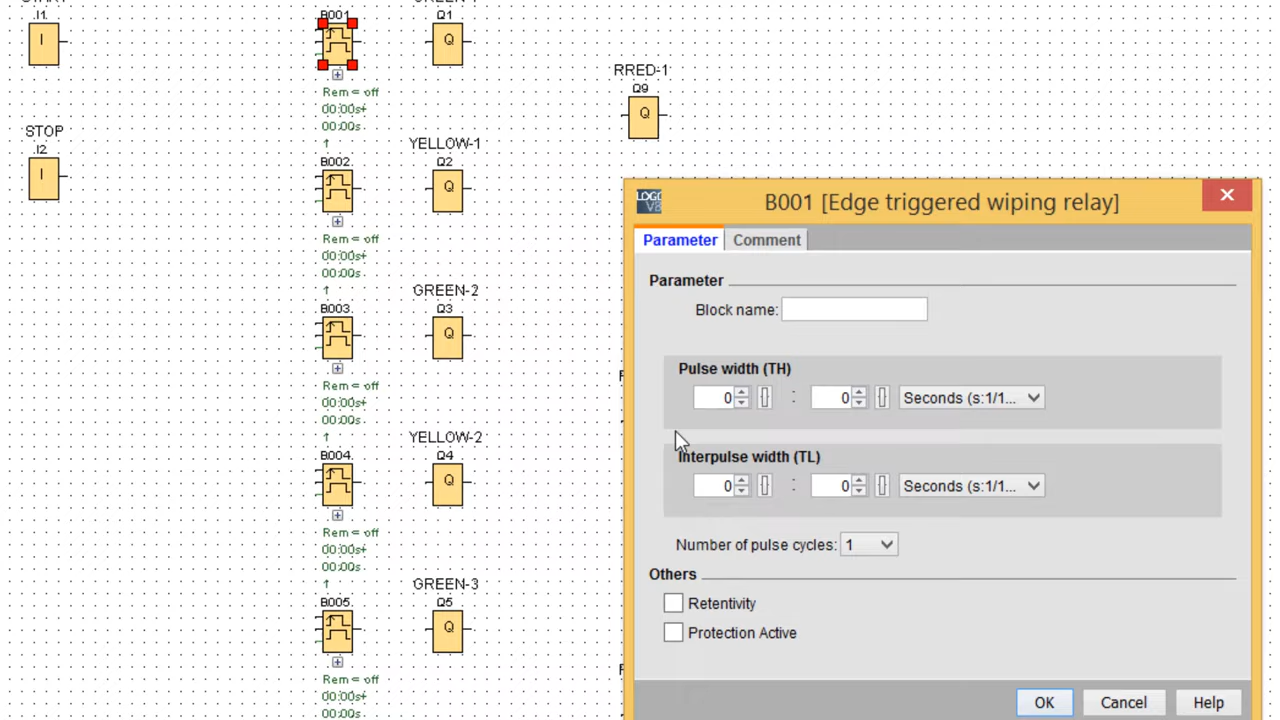 I1
I
STOP
I2
I
B001
Rem = off
00:00s+
00:00s
↑
B002
Rem = off
00:00s+
00:00s
↑
B003
Rem = off
00:00s+
00:00s
↑
B004
Rem = off
00:00s+
00:00s
↑
B005
Rem = off
00:00s+
00:00s
Q1
Q
YELLOW-1
Q2
Q
GREEN-2
Q3
Q
YELLOW-2
Q4
Q
GREEN-3
Q5
Q
RRED-1
Q9
Q
B001 [Edge triggered wiping relay]
Parameter Comment
Parameter
Block name:
Pulse width (TH)
0 : 0 Seconds (s:1/1...
Interpulse width (TL)
0 : 0 Seconds (s:1/1...
Number of pulse cycles: 1
Others
Retentivity
Protection Active
OK Cancel Help